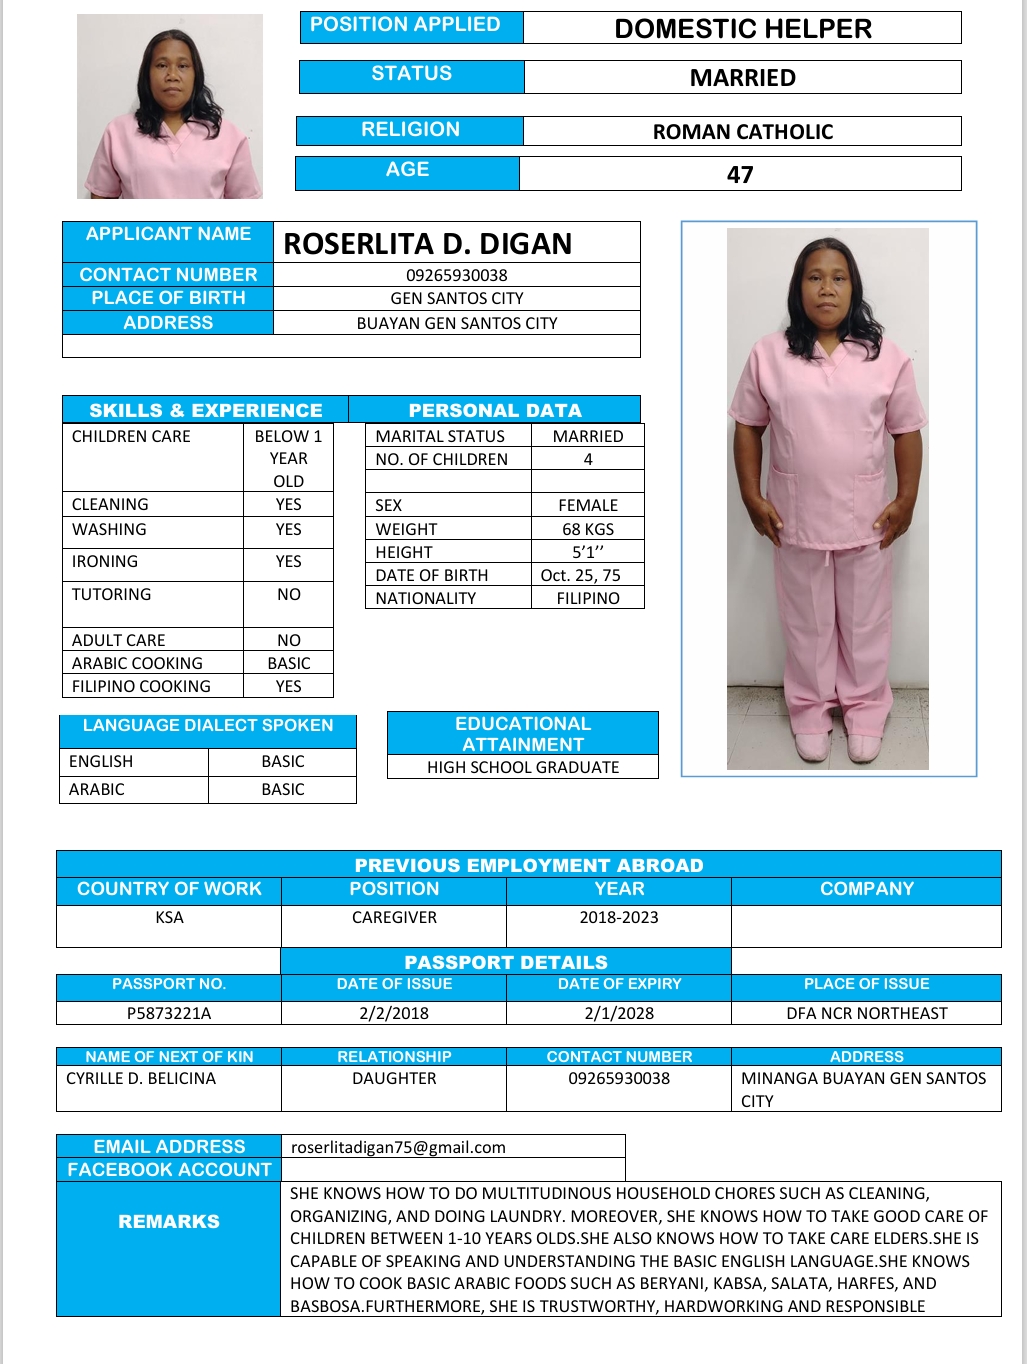 POSITION APPLIED DOMESTIC HELPER
STATUS MARRIED
RELIGION ROMAN CATHOLIC
AGE 47
APPLICANT NAME ROSERLITA D. DIGAN
CONTACT NUMBER 09265930038
PLACE OF BIRTH GEN SANTOS CITY
ADDRESS BUAYAN GEN SANTOS CITY
SKILLS & EXPERIENCE
CHILDREN CARE BELOW 1
YEAR
OLD
CLEANING YES
WASHING YES
IRONING YES
TUTORING NO
ADULT CARE NO
ARABIC COOKING BASIC
FILIPINO COOKING YES
PERSONAL DATA
MARITAL STATUS MARRIED
NO. OF CHILDREN 4
SEX FEMALE
WEIGHT 68 KGS
HEIGHT 5’1’’
DATE OF BIRTH Oct. 25, 75
NATIONALITY FILIPINO
LANGUAGE DIALECT SPOKEN
ENGLISH BASIC
ARABIC BASIC
EDUCATIONAL
ATTAINMENT
HIGH SCHOOL GRADUATE
PREVIOUS EMPLOYMENT ABROAD
COUNTRY OF WORK POSITION YEAR COMPANY
KSA CAREGIVER 2018-2023
PASSPORT DETAILS
PASSPORT NO. DATE OF ISSUE DATE OF EXPIRY PLACE OF ISSUE
P5873221A 2/2/2018 2/1/2028 DFA NCR NORTHEAST
NAME OF NEXT OF KIN RELATIONSHIP CONTACT NUMBER ADDRESS
CYRILLE D. BELICINA DAUGHTER 09265930038 MINANGA BUAYAN GEN SANTOS
CITY
EMAIL ADDRESS roserlitadigan75@gmail.com
FACEBOOK ACCOUNT
REMARKS
SHE KNOWS HOW TO DO MULTITUDINOUS HOUSEHOLD CHORES SUCH AS CLEANING,
ORGANIZING, AND DOING LAUNDRY. MOREOVER, SHE KNOWS HOW TO TAKE GOOD CARE OF
CHILDREN BETWEEN 1-10 YEARS OLDS.SHE ALSO KNOWS HOW TO TAKE CARE ELDERS.SHE IS
CAPABLE OF SPEAKING AND UNDERSTANDING THE BASIC ENGLISH LANGUAGE.SHE KNOWS
HOW TO COOK BASIC ARABIC FOODS SUCH AS BERYANI, KABSA, SALATA, HARFES, AND
BASBOSA.FURTHERMORE, SHE IS TRUSTWORTHY, HARDWORKING AND RESPONSIBLE